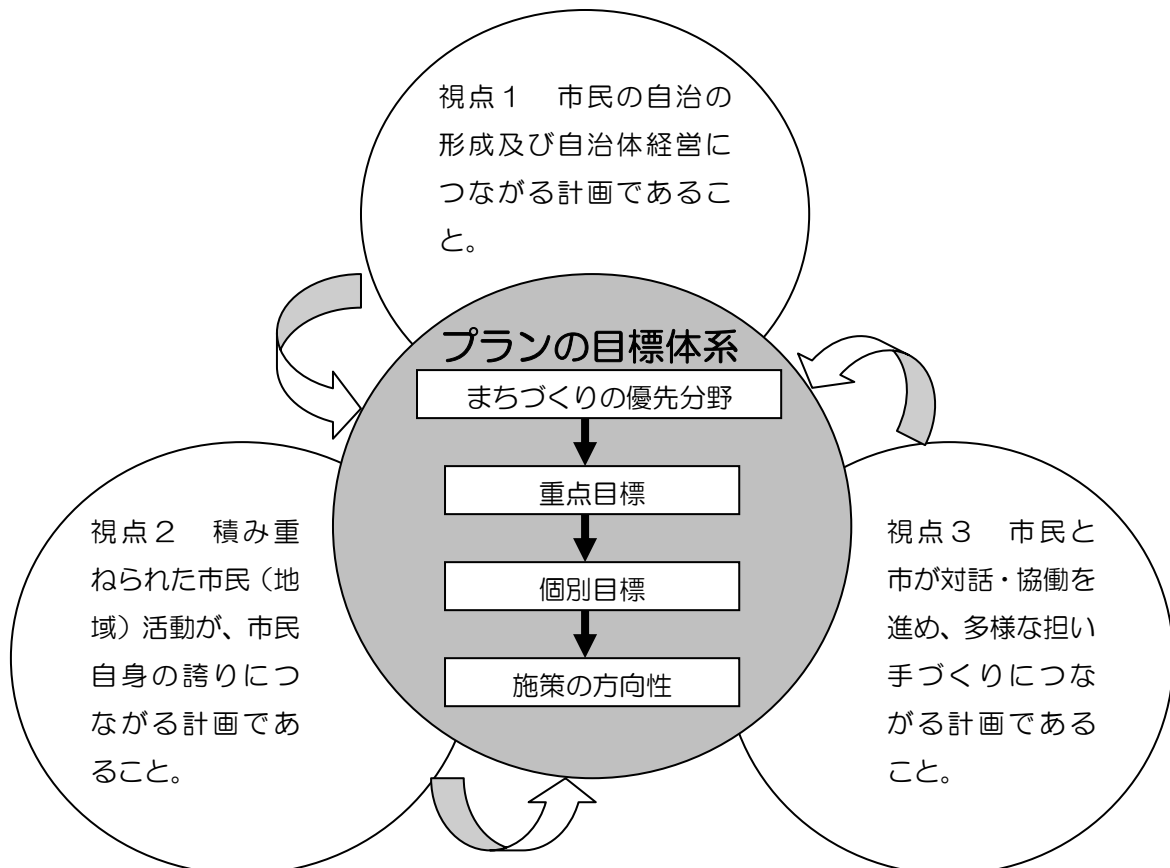 視点１　市民の自治の
形成及び自治体経営に
つながる計画であるこ
と。
プランの目標体系
まちづくりの優先分野
重点目標
個別目標
施策の方向性
視点２　積み重
ねられた市民（地
域）活動が、市民
自身の誇りにつ
ながる計画であ
ること。
視点３　市民と
市が対話・協働を
進め、多様な担い
手づくりにつな
がる計画である
こと。